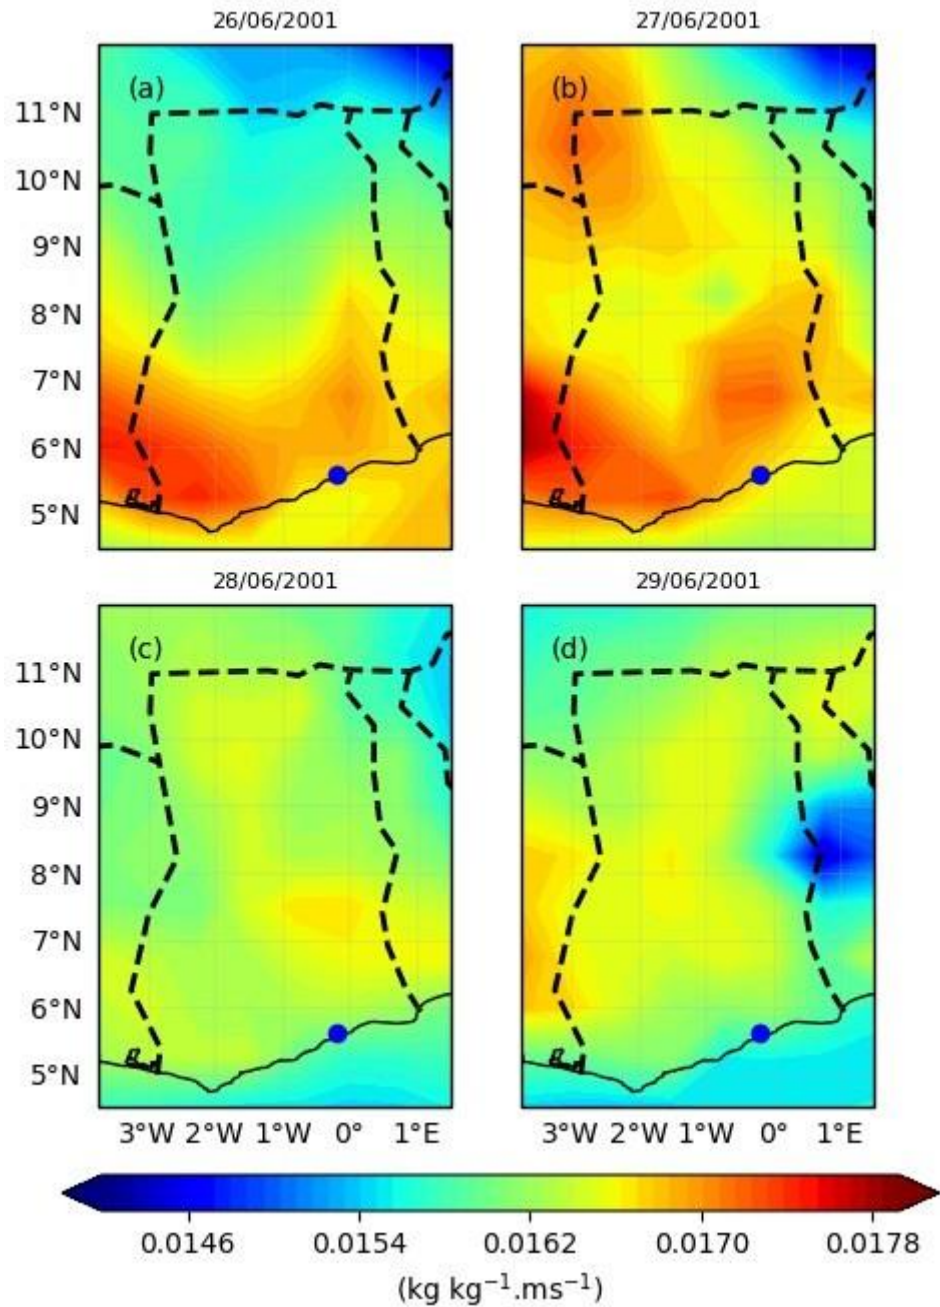 26/06/2001 27/06/2001
(a) (b)
11°N
10°N
9°N
8°N
7°N
6°N
5°N
28/06/2001 29/06/2001
(c) (d)
11°N
10°N
9°N
8°N
7°N
6°N
5°N
3°W 2°W 1°W 0° 1°E 3°W 2°W 1°W 0° 1°E
0.0146 0.0154 0.0162 0.0170 0.0178
(kg kg⁻¹.ms⁻¹)